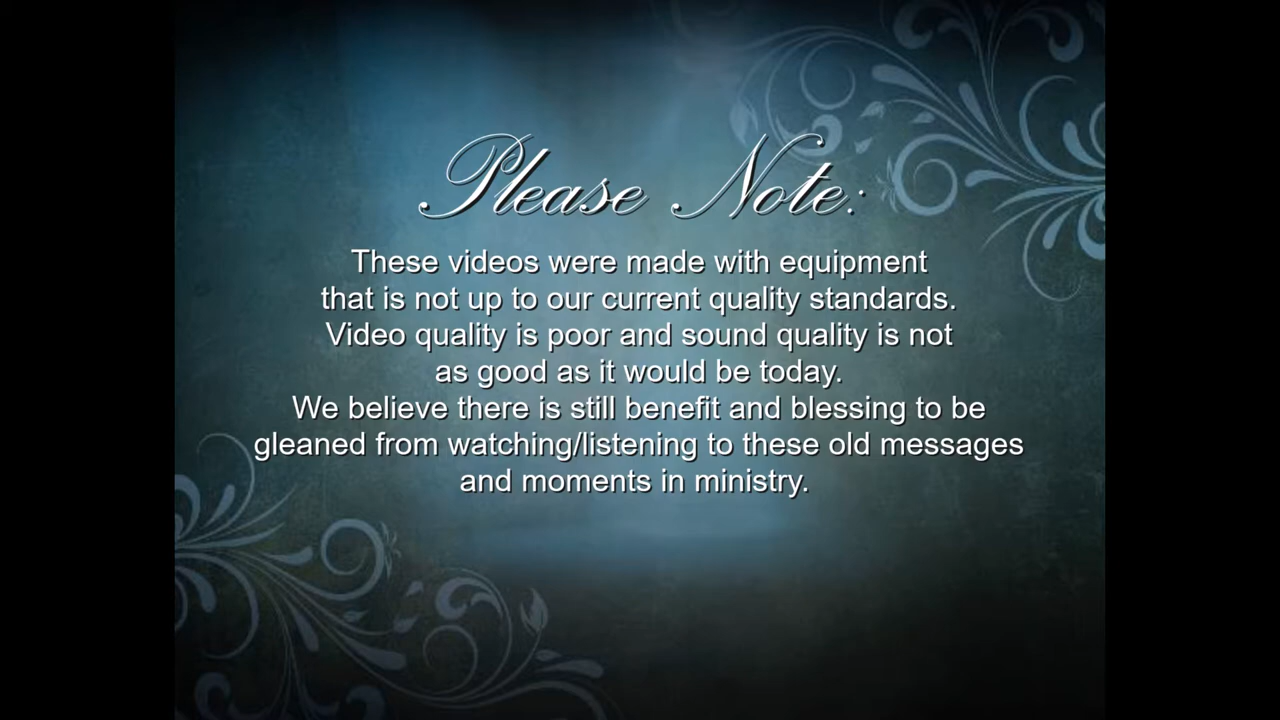 Please Note:
These videos were made with equipment
that is not up to our current quality standards.
Video quality is poor and sound quality is not
as good as it would be today.
We believe there is still benefit and blessing to be
gleaned from watching/listening to these old messages
and moments in ministry.